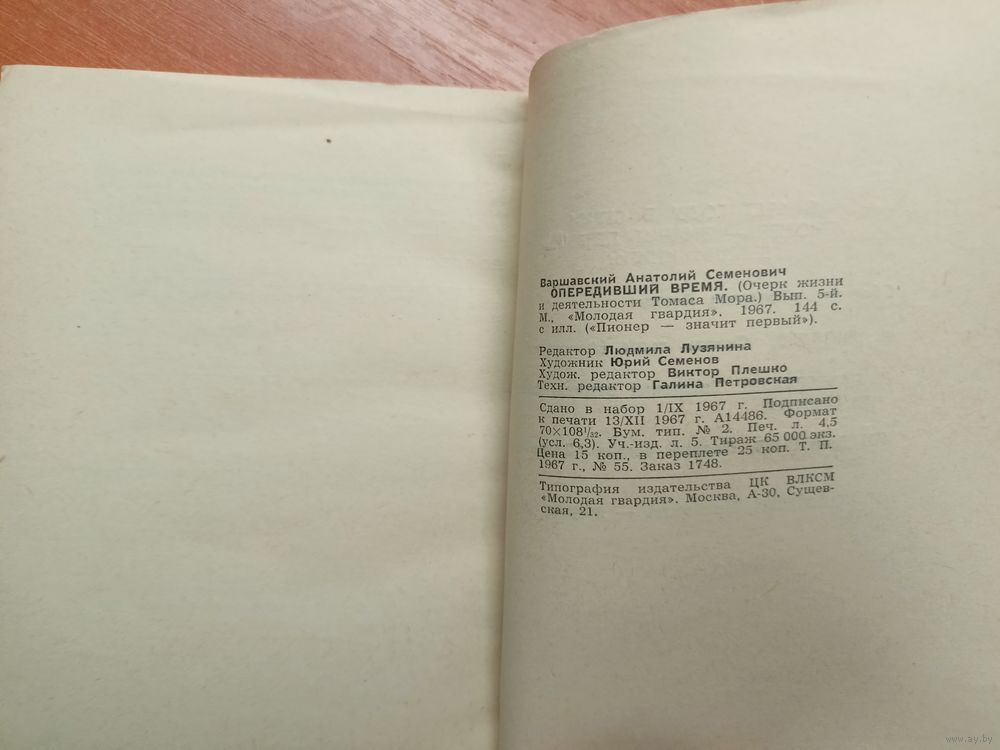 Варшавский Анатолий Семенович
ОПЕРЕДИВШИЙ ВРЕМЯ. (Очерк жизни
и деятельности Томаса Мора.) Вып. 5-й.
М., «Молодая гвардия». 1967. 144 с.
с илл. («Пионер — значит первый»).
Редактор Людмила Лузянина
Художник Юрий Семенов
Худож. редактор Виктор Плешко
Техн. редактор Галина Петровская
Сдано в набор 1/IX 1967 г. Подписано
к печати 13/XII 1967 г. А14486. Формат
70×108¹/₃₂. Бум. тип. № 2. Печ. л. 4,5
(усл. 6,3). Уч.-изд. л. 5. Тираж 65 000 экз.
Цена 15 коп., в переплете 25 коп. Т. П.
1967 г., № 55. Заказ 1748.
Типография издательства ЦК ВЛКСМ
«Молодая гвардия». Москва, А-30, Сущев-
ская, 21.
www.ay.by